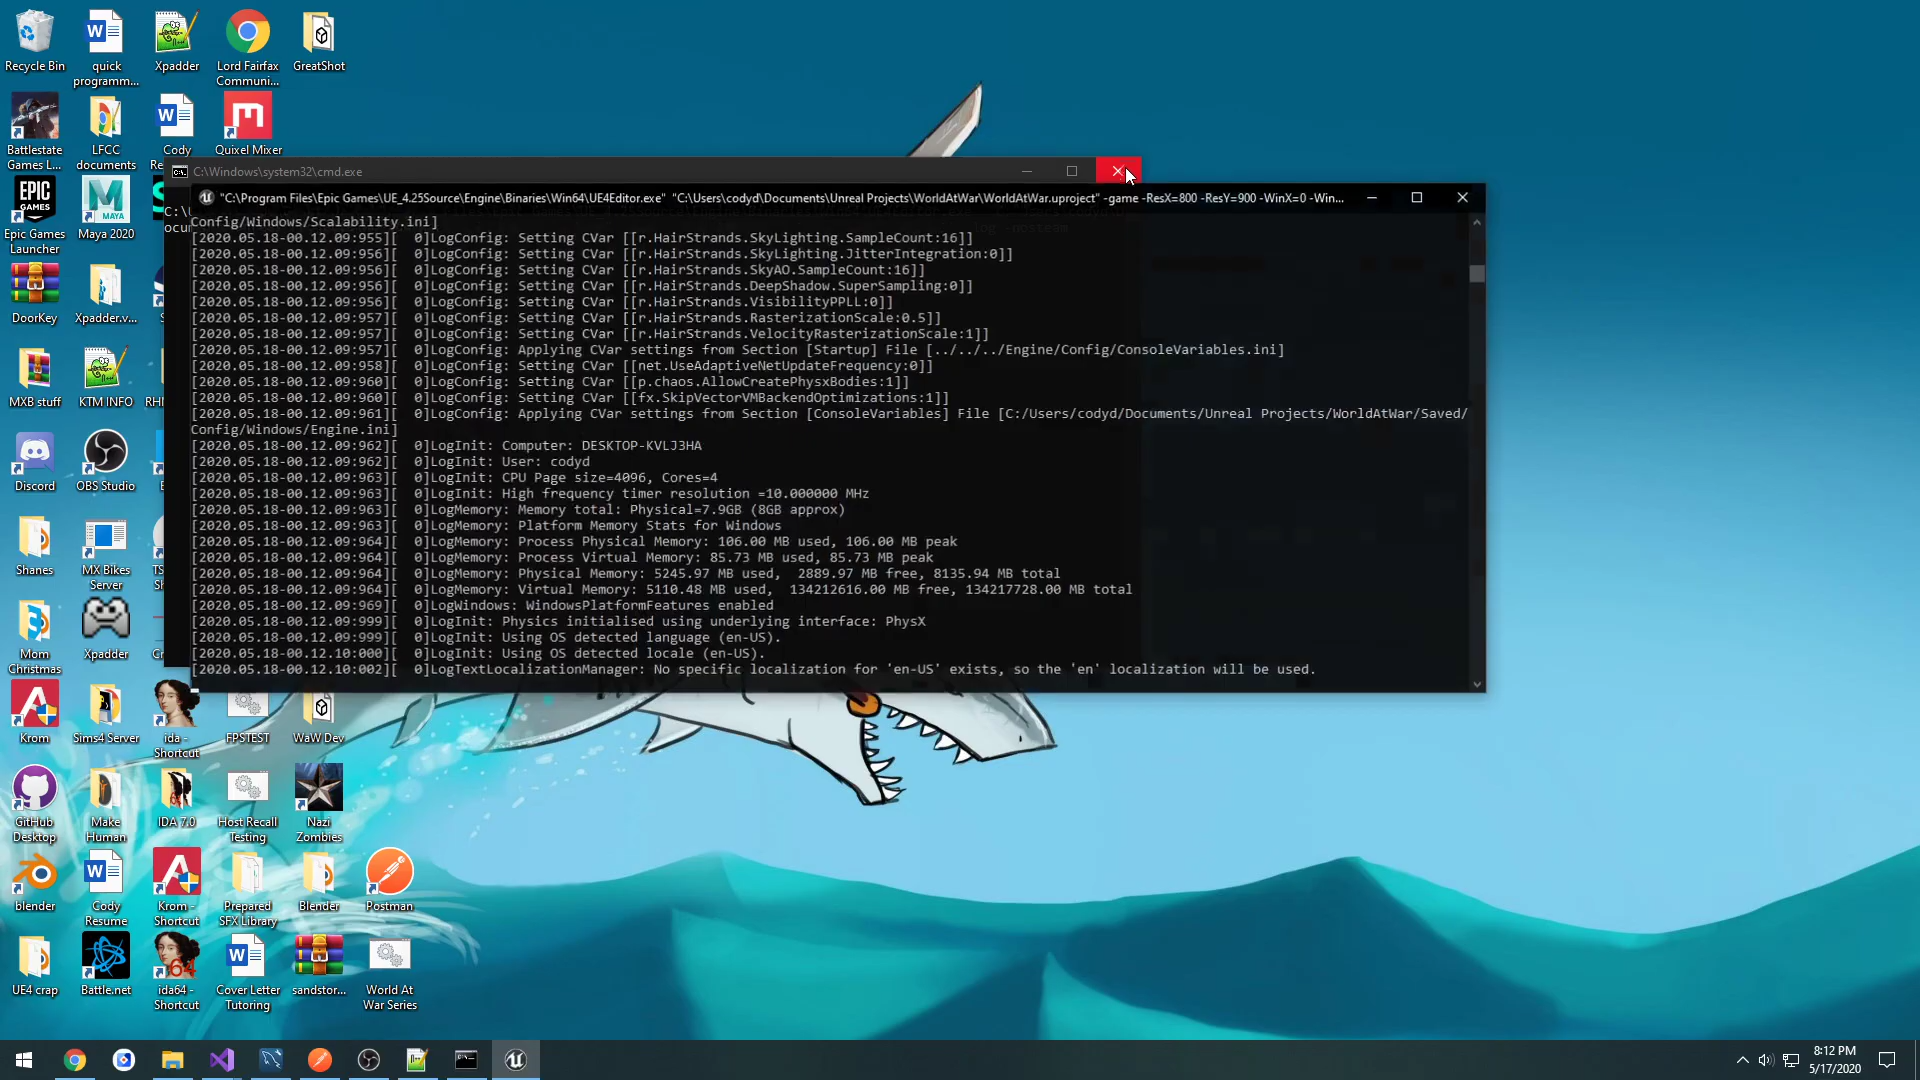 Recycle Bin
quick
programm...
Xpadder
Lord Fairfax
Communi...
GreatShot
Battlestate
Games L...
LFCC
documents
Cody
Quixel Mixer
C:\Windows\system32\cmd.exe
"C:\Program Files\Epic Games\UE_4.25Source\Engine\Binaries\Win64\UE4Editor.exe" "C:\Users\codyd\Documents\Unreal Projects\WorldAtWar\WorldAtWar.uproject" -game -ResX=800 -ResY=900 -WinX=0 -Win...
Config/Windows/Scalability.ini]
[2020.05.18-00.12.09:955][  0]LogConfig: Setting CVar [[r.HairStrands.SkyLighting.SampleCount:16]]
[2020.05.18-00.12.09:956][  0]LogConfig: Setting CVar [[r.HairStrands.SkyLighting.JitterIntegration:0]]
[2020.05.18-00.12.09:956][  0]LogConfig: Setting CVar [[r.HairStrands.SkyAO.SampleCount:16]]
[2020.05.18-00.12.09:956][  0]LogConfig: Setting CVar [[r.HairStrands.DeepShadow.SuperSampling:0]]
[2020.05.18-00.12.09:956][  0]LogConfig: Setting CVar [[r.HairStrands.VisibilityPPLL:0]]
[2020.05.18-00.12.09:957][  0]LogConfig: Setting CVar [[r.HairStrands.RasterizationScale:0.5]]
[2020.05.18-00.12.09:957][  0]LogConfig: Setting CVar [[r.HairStrands.VelocityRasterizationScale:1]]
[2020.05.18-00.12.09:957][  0]LogConfig: Applying CVar settings from Section [Startup] File [../../../Engine/Config/ConsoleVariables.ini]
[2020.05.18-00.12.09:958][  0]LogConfig: Setting CVar [[net.UseAdaptiveNetUpdateFrequency:0]]
[2020.05.18-00.12.09:960][  0]LogConfig: Setting CVar [[p.chaos.AllowCreatePhysxBodies:1]]
[2020.05.18-00.12.09:960][  0]LogConfig: Setting CVar [[fx.SkipVectorVMBackendOptimizations:1]]
[2020.05.18-00.12.09:961][  0]LogConfig: Applying CVar settings from Section [ConsoleVariables] File [C:/Users/codyd/Documents/Unreal Projects/WorldAtWar/Saved/
Config/Windows/Engine.ini]
[2020.05.18-00.12.09:962][  0]LogInit: Computer: DESKTOP-KVLJ3HA
[2020.05.18-00.12.09:962][  0]LogInit: User: codyd
[2020.05.18-00.12.09:963][  0]LogInit: CPU Page size=4096, Cores=4
[2020.05.18-00.12.09:963][  0]LogInit: High frequency timer resolution =10.000000 MHz
[2020.05.18-00.12.09:963][  0]LogMemory: Memory total: Physical=7.9GB (8GB approx)
[2020.05.18-00.12.09:963][  0]LogMemory: Platform Memory Stats for Windows
[2020.05.18-00.12.09:963][  0]LogMemory: Process Physical Memory: 106.00 MB used, 106.00 MB peak
[2020.05.18-00.12.09:964][  0]LogMemory: Process Virtual Memory: 85.73 MB used, 85.73 MB peak
[2020.05.18-00.12.09:964][  0]LogMemory: Physical Memory: 5245.97 MB used,  2889.97 MB free, 8135.94 MB total
[2020.05.18-00.12.09:964][  0]LogMemory: Virtual Memory: 5110.48 MB used,  134212616.00 MB free, 134217728.00 MB total
[2020.05.18-00.12.09:969][  0]LogWindows: WindowsPlatformFeatures enabled
[2020.05.18-00.12.09:999][  0]LogInit: Physics initialised using underlying interface: PhysX
[2020.05.18-00.12.09:999][  0]LogInit: Using OS detected language (en-US).
[2020.05.18-00.12.10:000][  0]LogInit: Using OS detected locale (en-US).
[2020.05.18-00.12.10:002][  0]LogTextLocalizationManager: No specific localization for 'en-US' exists, so the 'en' localization will be used.
EPIC
GAMES
Epic Games
Launcher
MAYA
Maya 2020
DoorKey
Xpadder.v...
MXB stuff
KTM INFO
Discord
OBS Studio
Shanes
MX Bikes
Server
Mom
Christmas
Xpadder
Krom
Sims4 Server
ida -
Shortcut
FPSTEST
WaW Dev
GitHub
Desktop
Make
Human
IDA 7.0
Host Recall
Testing
Nazi
Zombies
blender
Cody
Resume
Krom -
Shortcut
Prepared
SFX Library
Blender
Postman
UE4 crap
Battle.net
64
ida64 -
Shortcut
Cover Letter
Tutoring
sandstor...
World At
War Series
8:12 PM
5/17/2020